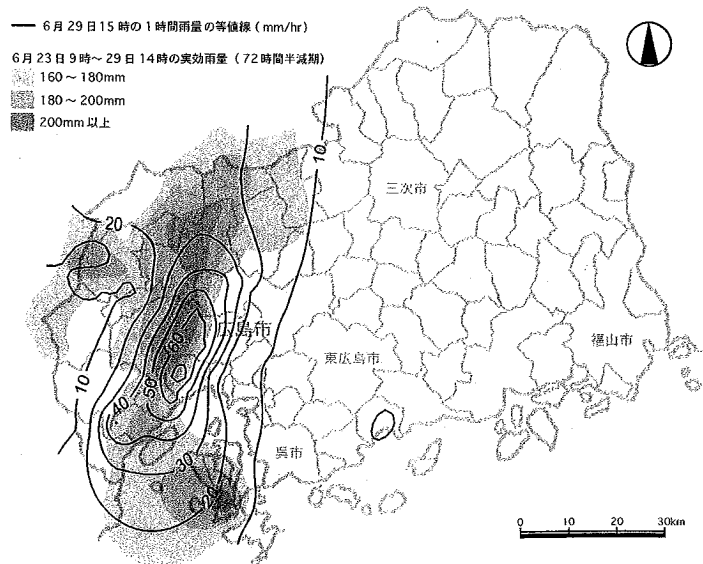 6月29日15時の1時間雨量の等値線(mm/hr)
6月23日9時～29日14時の実効雨量(72時間半減期)
160～180mm
180～200mm
200mm以上
10
三次市
20
広島市
福山市
東広島市
10
50
40
呉市
30
0 10 20 30km